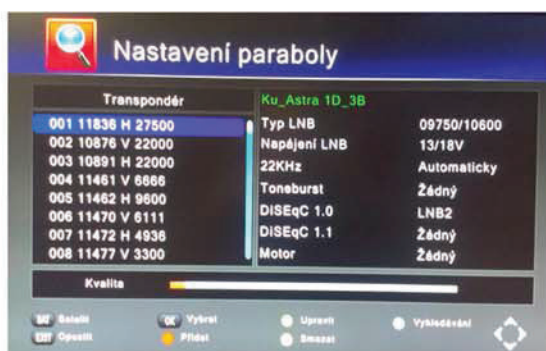 Nastavení paraboly
Transpondér
001 11836 H 27500
002 10876 V 22000
003 10891 H 22000
004 11461 V 6666
005 11462 H 9600
006 11470 V 6111
007 11472 H 4936
008 11477 V 3300
Ku_Astra 1D_3B
Typ LNB 09750/10600
Napájení LNB 13/18V
22KHz Automaticky
Toneburst Žádný
DiSEqC 1.0 LNB2
DiSEqC 1.1 Žádný
Motor Žádný
Kvalita
SAT Satelit OK Vybrat Upravit Vyhledávání
EXIT Opustit Přidat Smazat